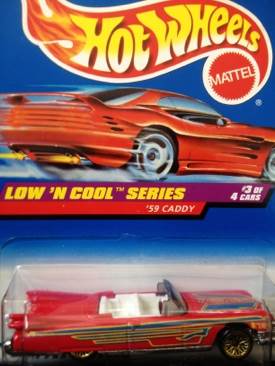 HOT WHEELS
MATTEL
LOW 'N COOL™ SERIES
#3 OF
4 CARS
'59 CADDY